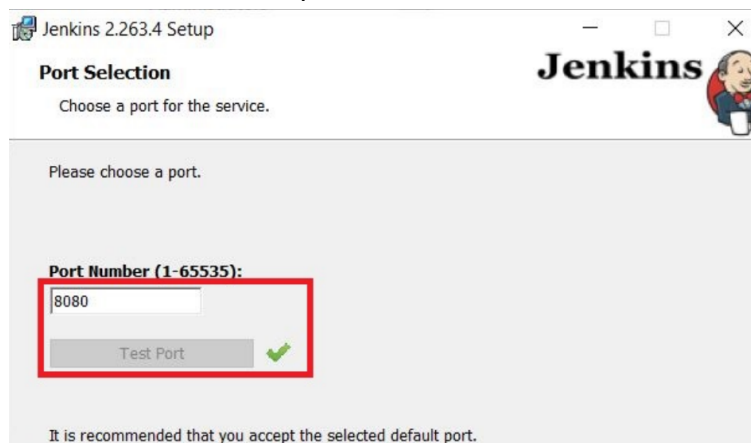 Jenkins 2.263.4 Setup
Port Selection
Jenkins
Choose a port for the service.
Please choose a port.
Port Number (1-65535):
8080
Test Port
It is recommended that you accept the selected default port.